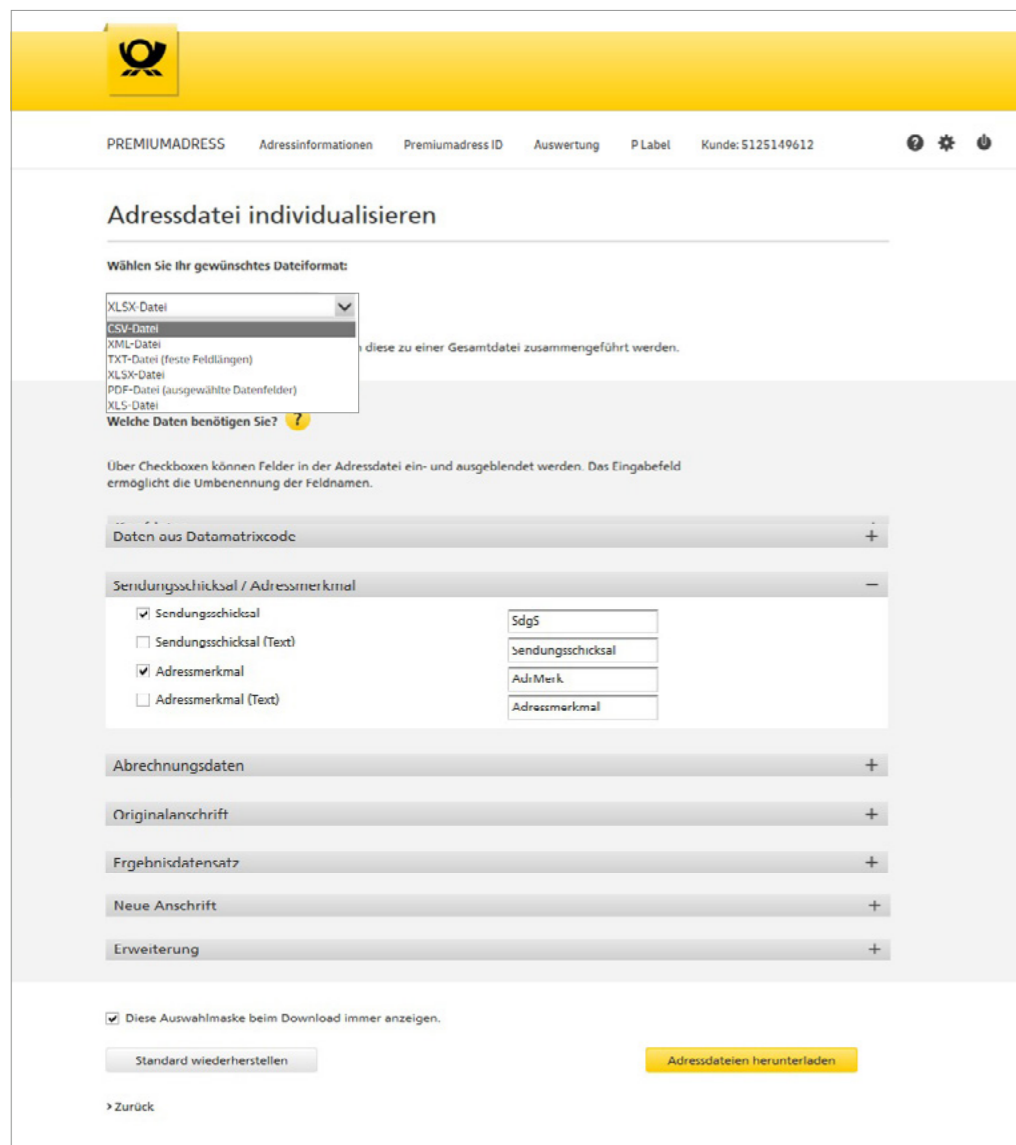 PREMIUMADRESS Adressinformationen Premiumadress ID Auswertung P Label Kunde: 5125149612
Adressdatei individualisieren
Wählen Sie Ihr gewünschtes Dateiformat:
XLSX-Datei
CSV-Datei
XML-Datei
diese zu einer Gesamtdatei zusammengeführt werden.
TXT-Datei (feste Feldlängen)
XLSX-Datei
PDF-Datei (ausgewählte Datenfelder)
XLS-Datei
Welche Daten benötigen Sie? ?
Über Checkboxen können Felder in der Adressdatei ein- und ausgeblendet werden. Das Eingabefeld
ermöglicht die Umbenennung der Feldnamen.
Daten aus Datamatrixcode +
Sendungsschicksal / Adressmerkmal –
Sendungsschicksal SdgS
Sendungsschicksal (Text) Sendungsschicksal
Adressmerkmal AdrMerk
Adressmerkmal (Text) Adressmerkmal
Abrechnungsdaten +
Originalanschrift +
Ergebnisdatensatz +
Neue Anschrift +
Erweiterung +
Diese Auswahlmaske beim Download immer anzeigen.
Standard wiederherstellen Adressdateien herunterladen
> Zurück